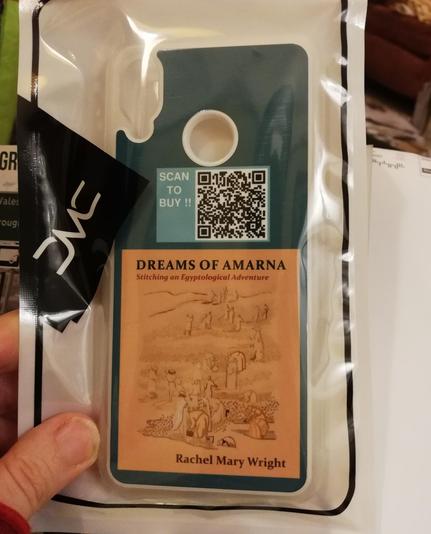 SCAN
TO
BUY !!
DREAMS OF AMARNA
Stitching an Egyptological Adventure
Rachel Mary Wright